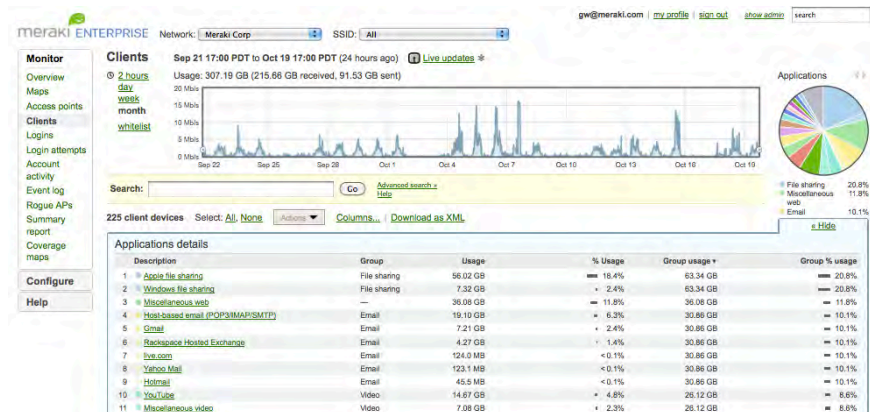 gw@meraki.com | my profile | sign out show admin search
meraki ENTERPRISE Network: Meraki Corp SSID: All
Monitor
Overview
Maps
Access points
Clients
Logins
Login attempts
Account
activity
Event log
Rogue APs
Summary
report
Coverage
maps
Configure
Help
Clients Sep 21 17:00 PDT to Oct 19 17:00 PDT (24 hours ago) Live updates
2 hours
day
week
month
whitelist
Usage: 307.19 GB (215.66 GB received, 91.53 GB sent)
20 Mb/s
15 Mb/s
10 Mb/s
5 Mb/s
0 Mb/s
Sep 22 Sep 25 Sep 28 Oct 1 Oct 4 Oct 7 Oct 10 Oct 13 Oct 16 Oct 19
Applications
File sharing 20.8%
Miscellaneous web 11.8%
Email 10.1%
« Hide
Search: Go Advanced search »
Help
225 client devices Select: All, None Actions Columns... | Download as XML
Applications details
Description Group Usage % Usage Group usage ▼ Group % usage
1 Apple file sharing File sharing 56.02 GB 18.4% 63.34 GB 20.8%
2 Windows file sharing File sharing 7.32 GB 2.4% 63.34 GB 20.8%
3 Miscellaneous web — 36.08 GB 11.8% 36.08 GB 11.8%
4 Host-based email (POP3/IMAP/SMTP) Email 19.10 GB 6.3% 30.86 GB 10.1%
5 Gmail Email 7.21 GB 2.4% 30.86 GB 10.1%
6 Rackspace Hosted Exchange Email 4.27 GB 1.4% 30.86 GB 10.1%
7 live.com Email 124.0 MB <0.1% 30.86 GB 10.1%
8 Yahoo Mail Email 123.1 MB <0.1% 30.86 GB 10.1%
9 Hotmail Email 45.5 MB <0.1% 30.86 GB 10.1%
10 YouTube Video 14.67 GB 4.8% 26.12 GB 8.6%
11 Miscellaneous video Video 7.08 GB 2.3% 26.12 GB 8.6%